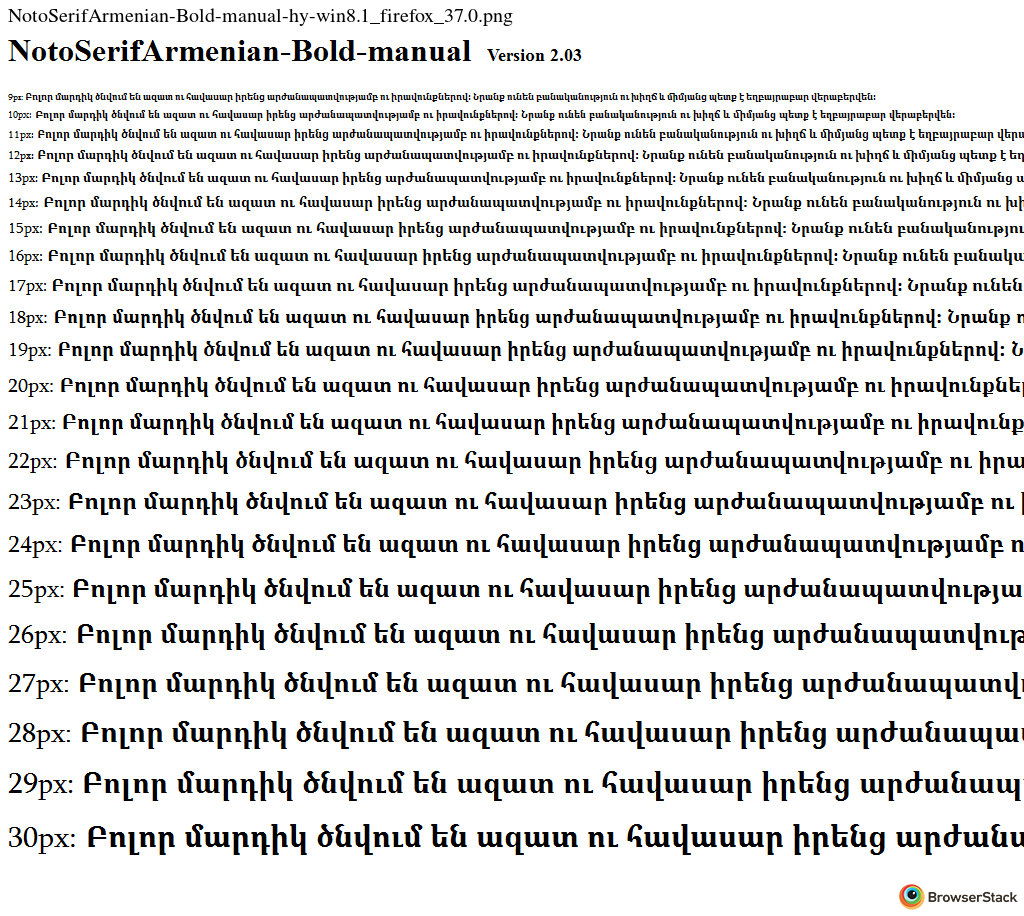 NotoSerifArmenian-Bold-manual-hy-win8.1_firefox_37.0.png
NotoSerifArmenian-Bold-manual Version 2.03
9px: Բոլոր մարդիկ ծնվում են ազատ ու հավասար իրենց արժանապատվությամբ ու իրավունքներով։ Նրանք ունեն բանականություն ու խիղճ և միմյանց պետք է եղբայրաբար վերաբերվեն։
10px: Բոլոր մարդիկ ծնվում են ազատ ու հավասար իրենց արժանապատվությամբ ու իրավունքներով։ Նրանք ունեն բանականություն ու խիղճ և միմյանց պետք է եղբայրաբար վերաբերվեն։
11px: Բոլոր մարդիկ ծնվում են ազատ ու հավասար իրենց արժանապատվությամբ ու իրավունքներով։ Նրանք ունեն բանականություն ու խիղճ և միմյանց պետք է եղբայրաբար վերա
12px: Բոլոր մարդիկ ծնվում են ազատ ու հավասար իրենց արժանապատվությամբ ու իրավունքներով։ Նրանք ունեն բանականություն ու խիղճ և միմյանց պետք է եղ
13px: Բոլոր մարդիկ ծնվում են ազատ ու հավասար իրենց արժանապատվությամբ ու իրավունքներով։ Նրանք ունեն բանականություն ու խիղճ և միմյանց
14px: Բոլոր մարդիկ ծնվում են ազատ ու հավասար իրենց արժանապատվությամբ ու իրավունքներով։ Նրանք ունեն բանականություն ու խի
15px: Բոլոր մարդիկ ծնվում են ազատ ու հավասար իրենց արժանապատվությամբ ու իրավունքներով։ Նրանք ունեն բանականությու
16px: Բոլոր մարդիկ ծնվում են ազատ ու հավասար իրենց արժանապատվությամբ ու իրավունքներով։ Նրանք ունեն բանակա
17px: Բոլոր մարդիկ ծնվում են ազատ ու հավասար իրենց արժանապատվությամբ ու իրավունքներով։ Նրանք ունեն
18px: Բոլոր մարդիկ ծնվում են ազատ ու հավասար իրենց արժանապատվությամբ ու իրավունքներով։ Նրանք ո
19px: Բոլոր մարդիկ ծնվում են ազատ ու հավասար իրենց արժանապատվությամբ ու իրավունքներով։ Ն
20px: Բոլոր մարդիկ ծնվում են ազատ ու հավասար իրենց արժանապատվությամբ ու իրավունքներ
21px: Բոլոր մարդիկ ծնվում են ազատ ու հավասար իրենց արժանապատվությամբ ու իրավունք
22px: Բոլոր մարդիկ ծնվում են ազատ ու հավասար իրենց արժանապատվությամբ ու իրա
23px: Բոլոր մարդիկ ծնվում են ազատ ու հավասար իրենց արժանապատվությամբ ու ի
24px: Բոլոր մարդիկ ծնվում են ազատ ու հավասար իրենց արժանապատվությամբ ո
25px: Բոլոր մարդիկ ծնվում են ազատ ու հավասար իրենց արժանապատվությա
26px: Բոլոր մարդիկ ծնվում են ազատ ու հավասար իրենց արժանապատվութ
27px: Բոլոր մարդիկ ծնվում են ազատ ու հավասար իրենց արժանապատվ
28px: Բոլոր մարդիկ ծնվում են ազատ ու հավասար իրենց արժանապատ
29px: Բոլոր մարդիկ ծնվում են ազատ ու հավասար իրենց արժանապ
30px: Բոլոր մարդիկ ծնվում են ազատ ու հավասար իրենց արժանա
BrowserStack